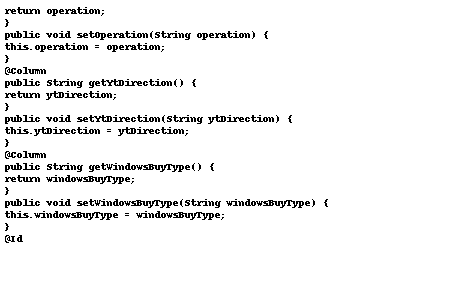 return operation;
}
public void setOperation(String operation) {
this.operation = operation;
}
@Column
public String getYtDirection() {
return ytDirection;
}
public void setYtDirection(String ytDirection) {
this.ytDirection = ytDirection;
}
@Column
public String getWindowsBuyType() {
return windowsBuyType;
}
public void setWindowsBuyType(String windowsBuyType) {
this.windowsBuyType = windowsBuyType;
}
@Id